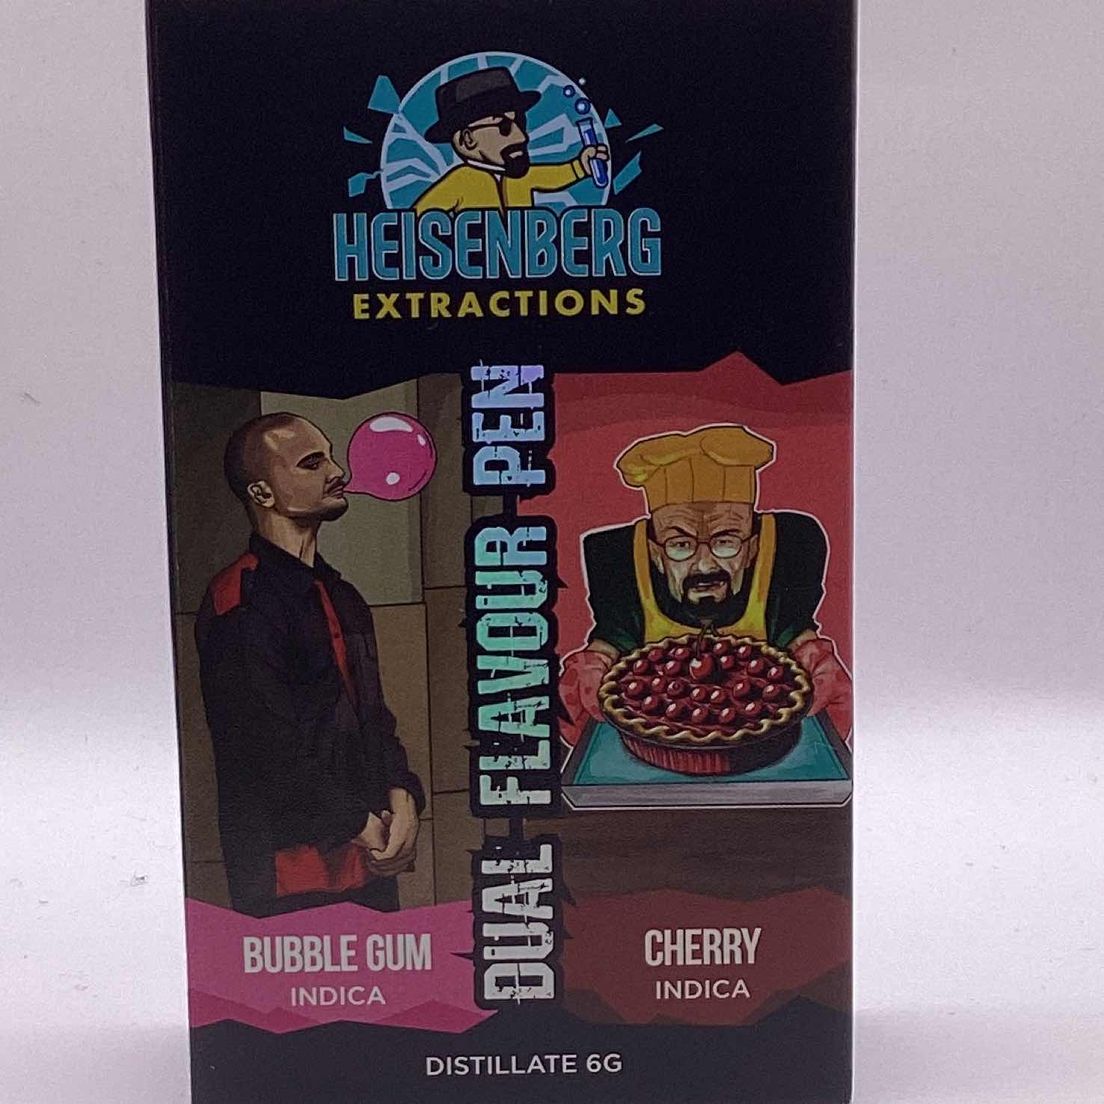 HEISENBERG
EXTRACTIONS
DUAL FLAVOUR PEN
BUBBLE GUM
INDICA
CHERRY
INDICA
DISTILLATE 6G